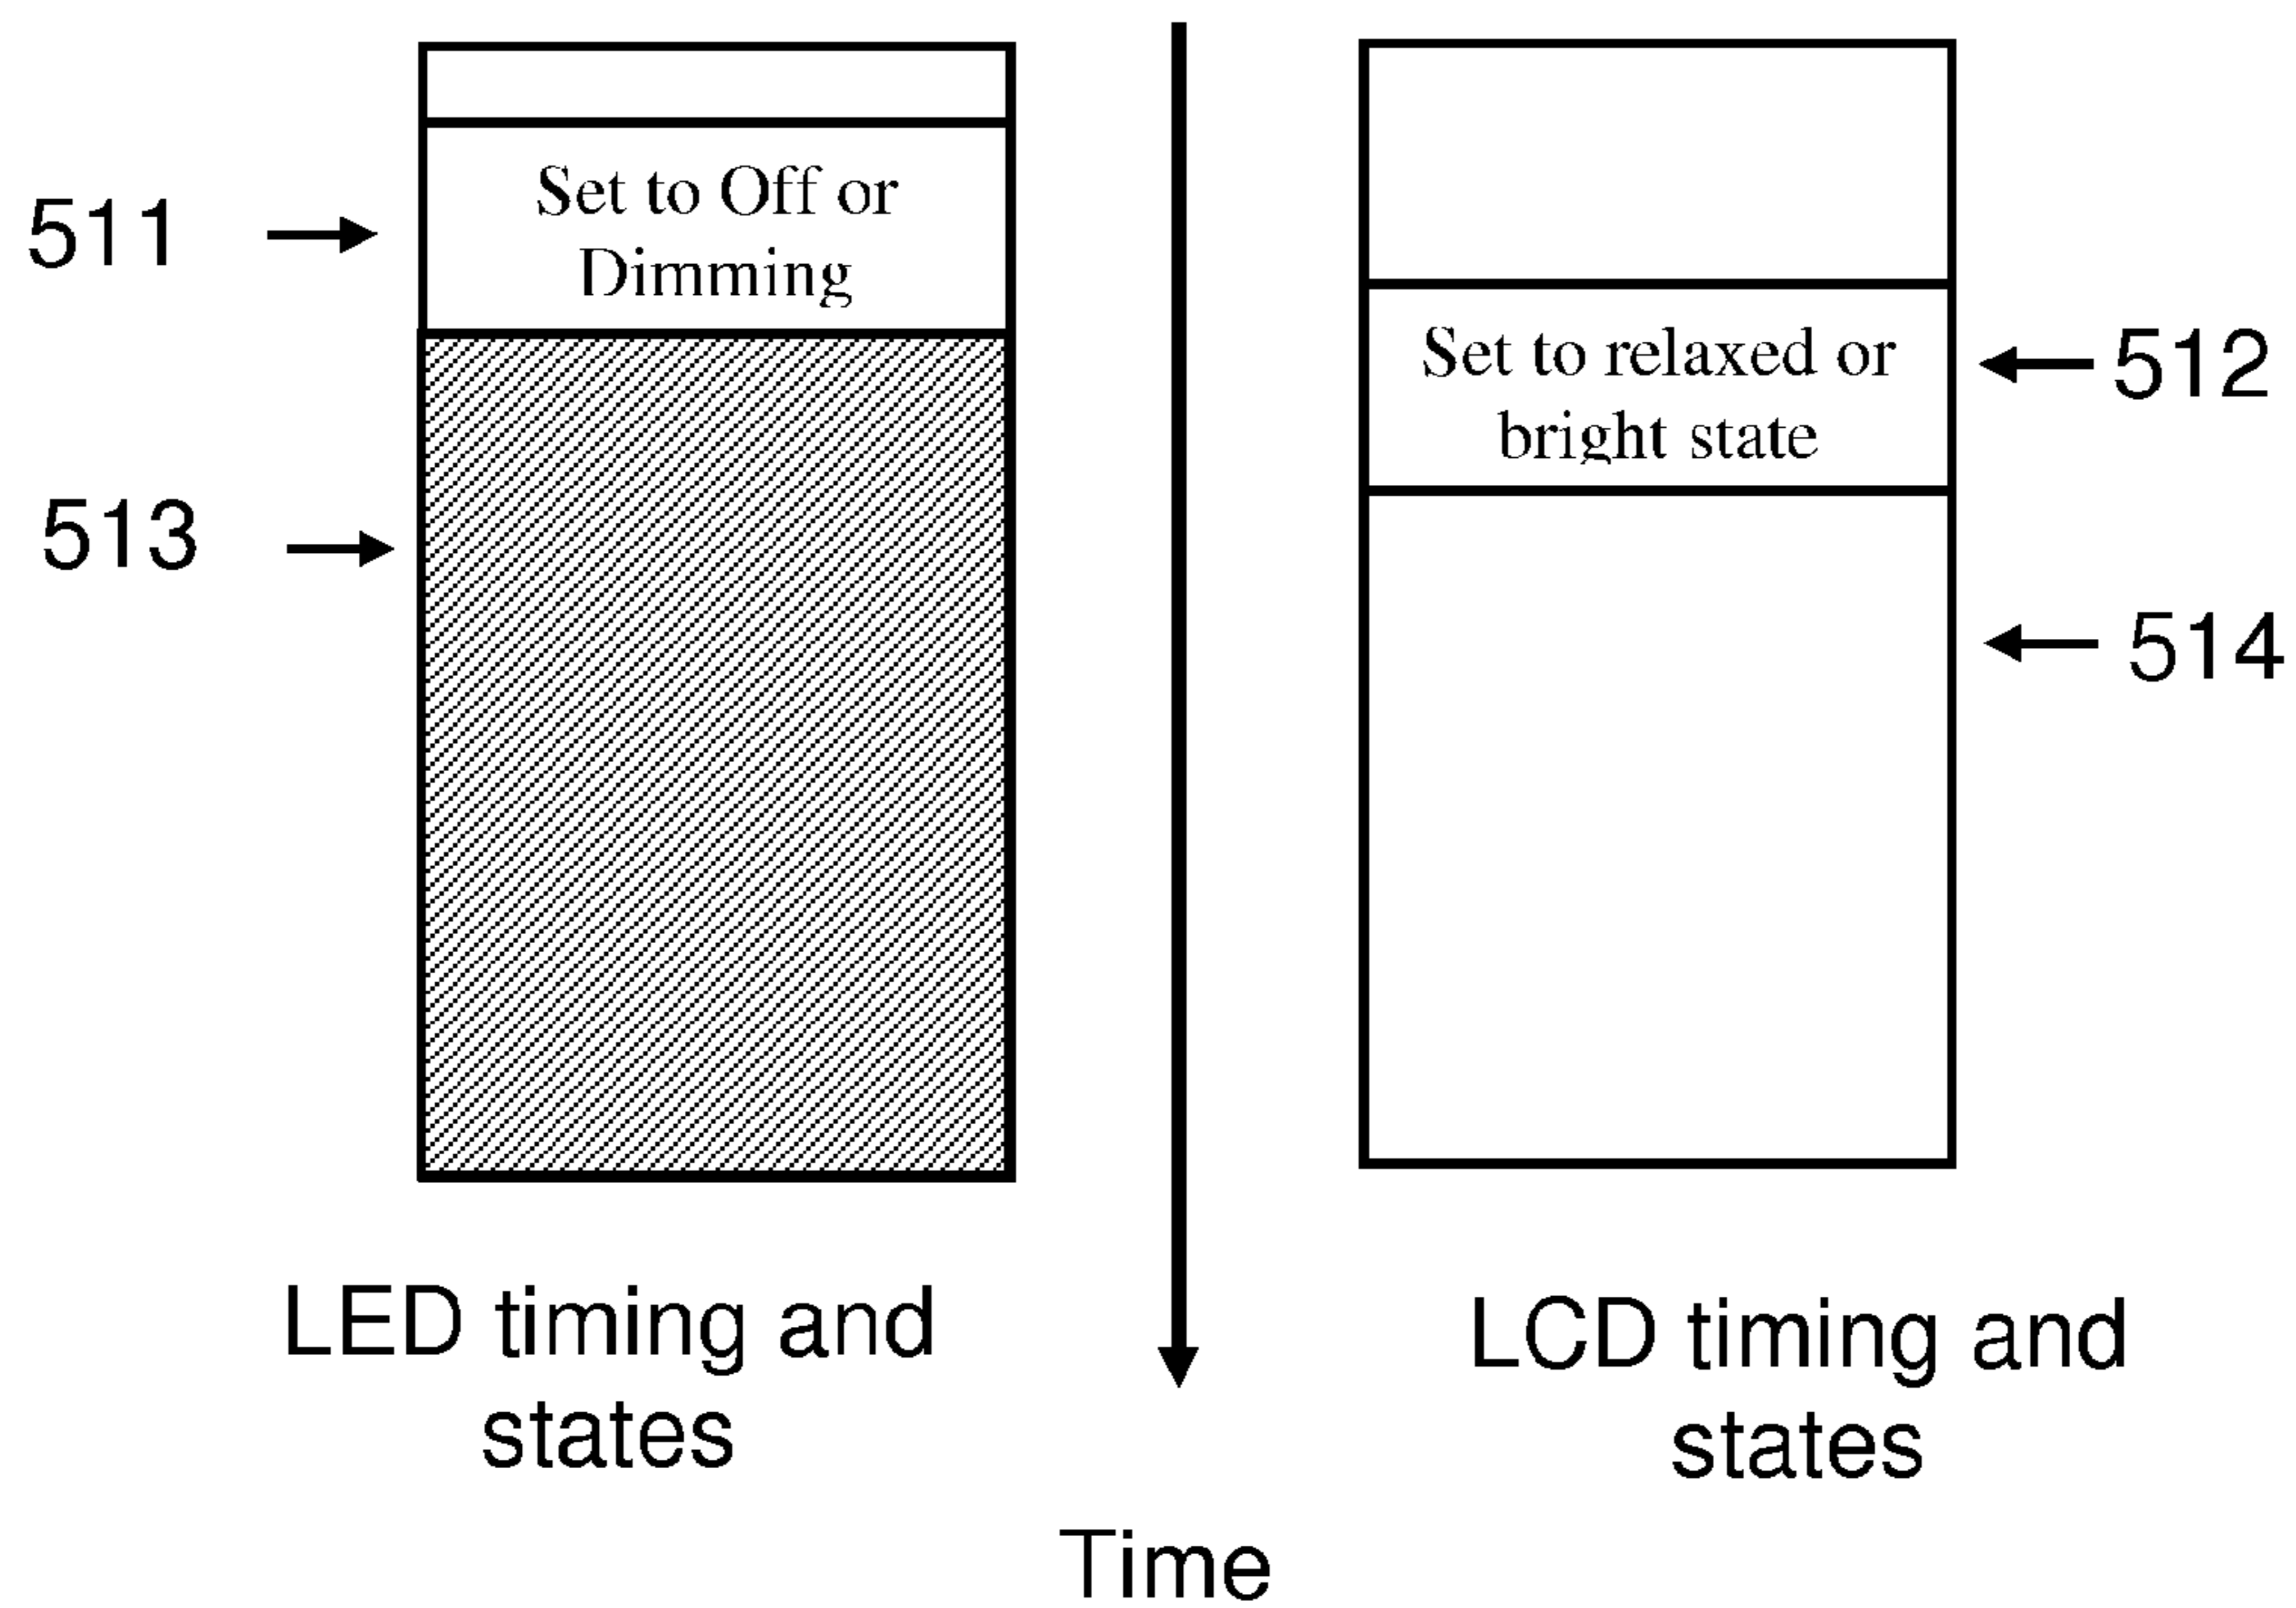 511
Set to Off or
Dimming
513
Set to relaxed or
bright state
512
514
LED timing and
states
LCD timing and
states
Time